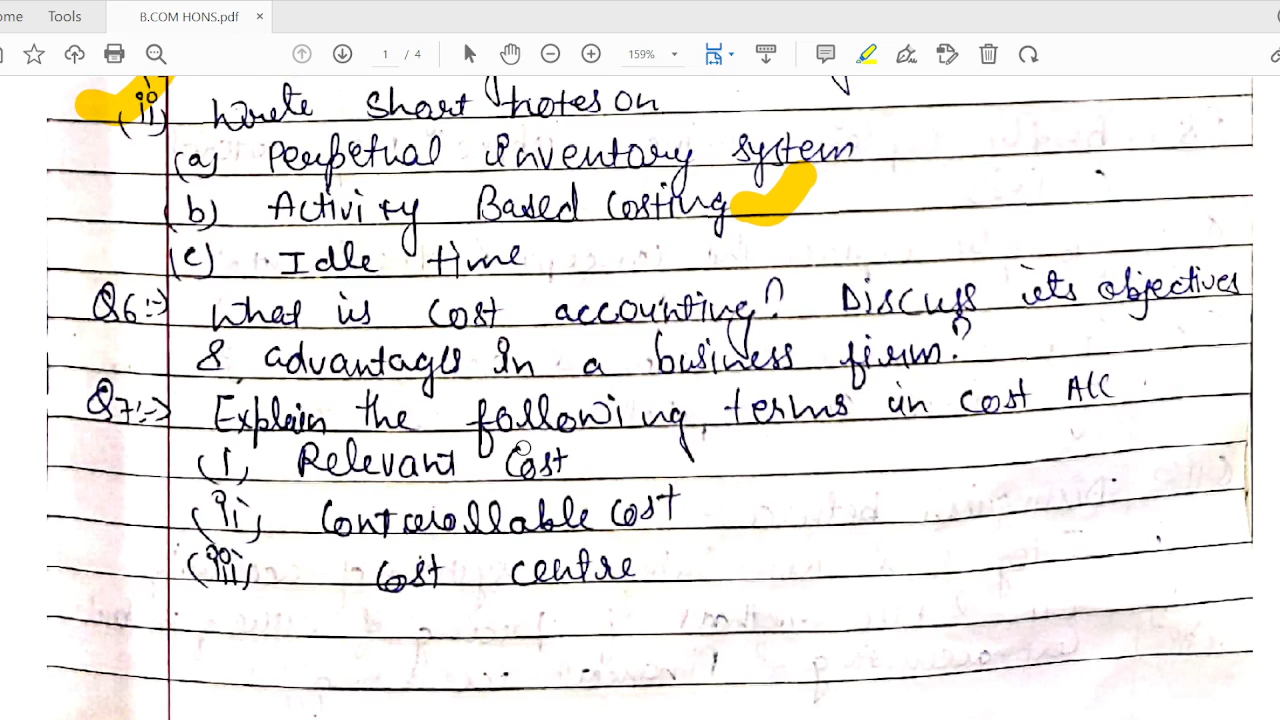 ome Tools B.COM HONS.pdf ×
1 / 4 159%
(ii) Write short notes on
(a) Perpetual inventory system
(b) Activity Based Costing
(c) Idle time
Q6:-> What is cost accounting? Discuss its objectives
& advantages in a business firm?
Q7:-> Explain the following terms in cost A/C
(i) Relevant Cost
(ii) Controllable cost
(iii) Cost centre